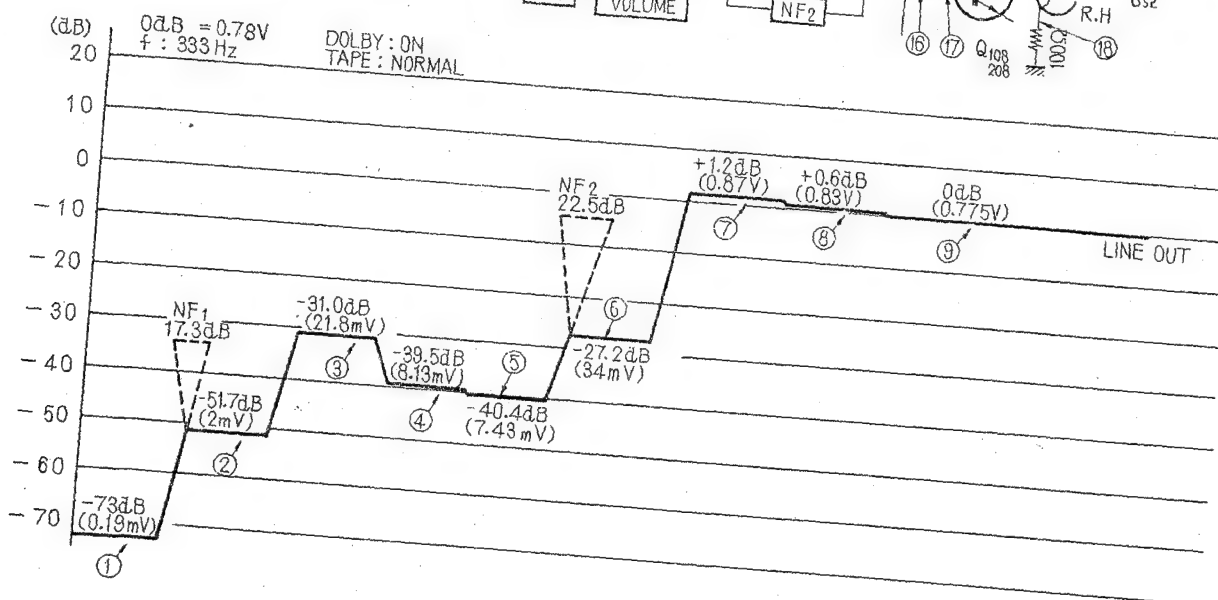 VOLUME
NF2
R.H
16
17
Q108
208
100Ω
18
(dB)
0dB = 0.78V
f : 333 Hz
DOLBY : ON
TAPE : NORMAL
20
10
0
-10
-20
-30
-40
-50
-60
-70
-73dB
(0.19mV)
1
NF1
17.3dB
-51.7dB
(2mV)
2
-31.0dB
(21.8mV)
3
-39.5dB
(8.13mV)
4
5
-40.4dB
(7.43mV)
NF2
22.5dB
6
-27.2dB
(34mV)
+1.2dB
(0.87V)
7
+0.6dB
(0.83V)
8
0dB
(0.775V)
9
LINE OUT